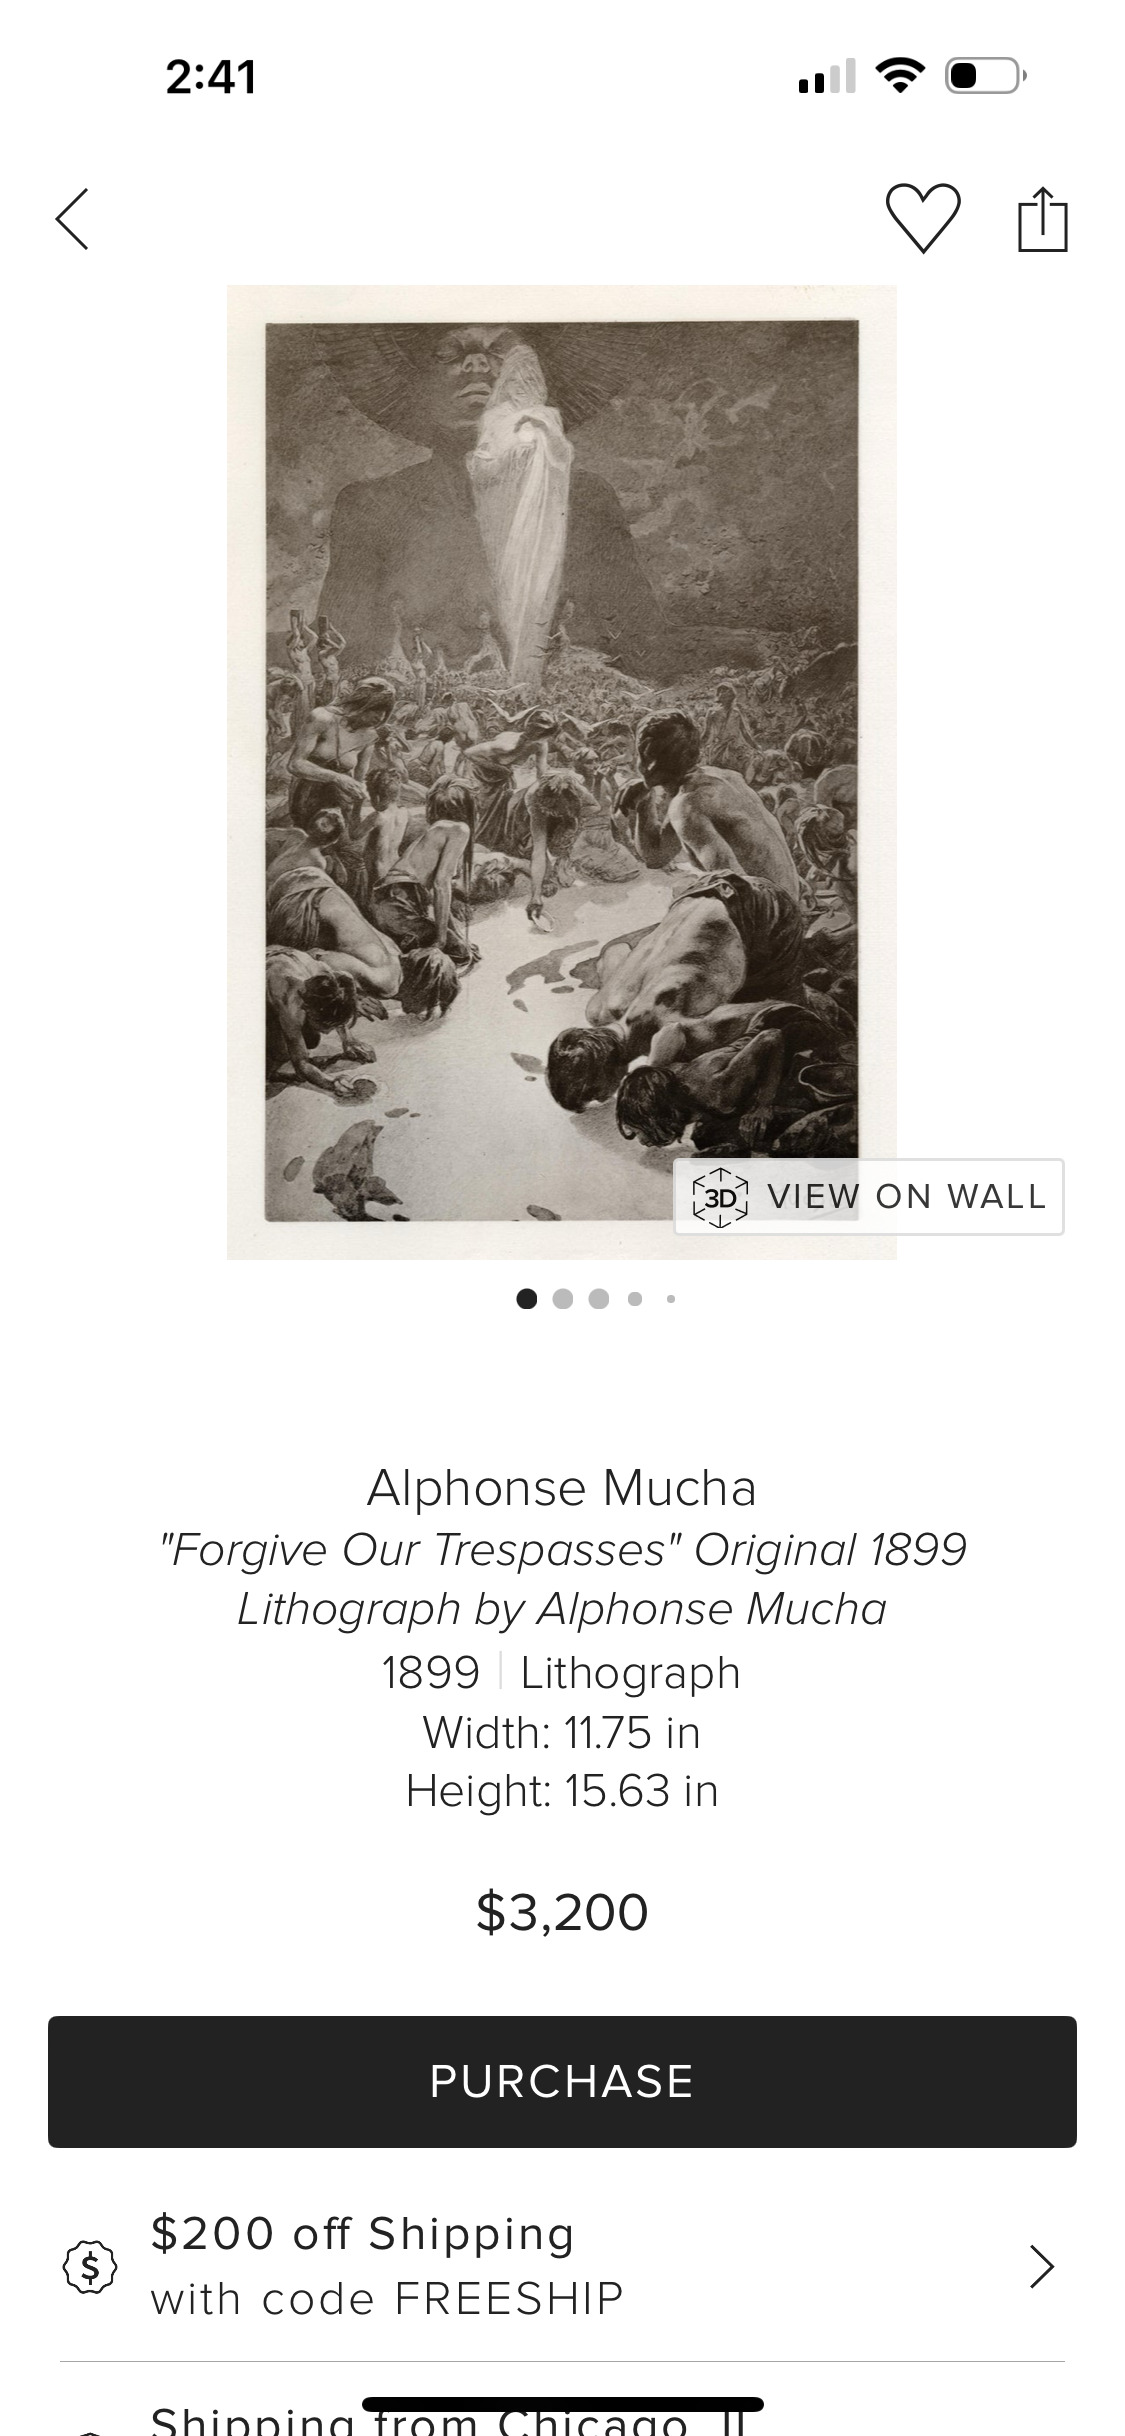 2:41
3D VIEW ON WALL
Alphonse Mucha
"Forgive Our Trespasses" Original 1899
Lithograph by Alphonse Mucha
1899 | Lithograph
Width: 11.75 in
Height: 15.63 in
$3,200
PURCHASE
$200 off Shipping
with code FREESHIP
Shipping from Chicago, IL